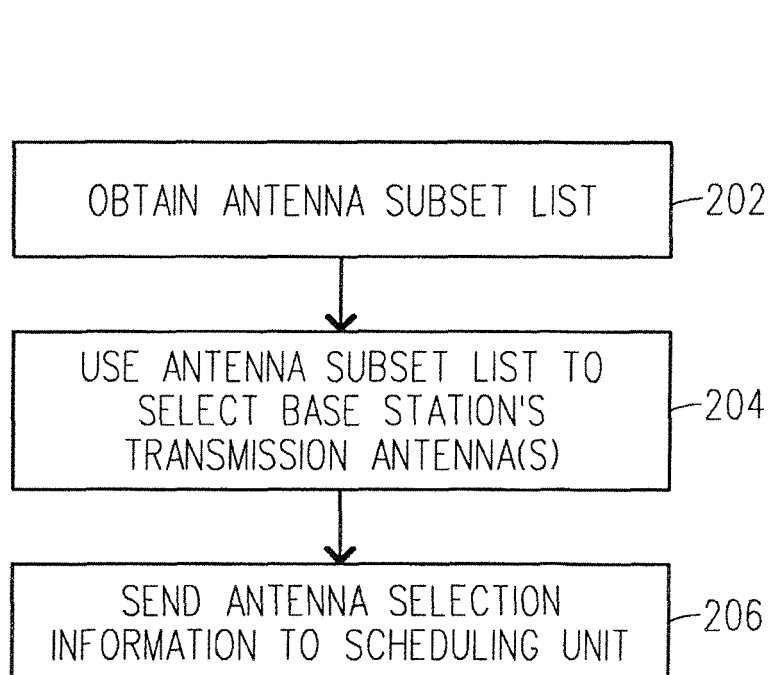 OBTAIN ANTENNA SUBSET LIST
202
USE ANTENNA SUBSET LIST TO
SELECT BASE STATION'S
TRANSMISSION ANTENNA(S)
204
SEND ANTENNA SELECTION
INFORMATION TO SCHEDULING UNIT
206